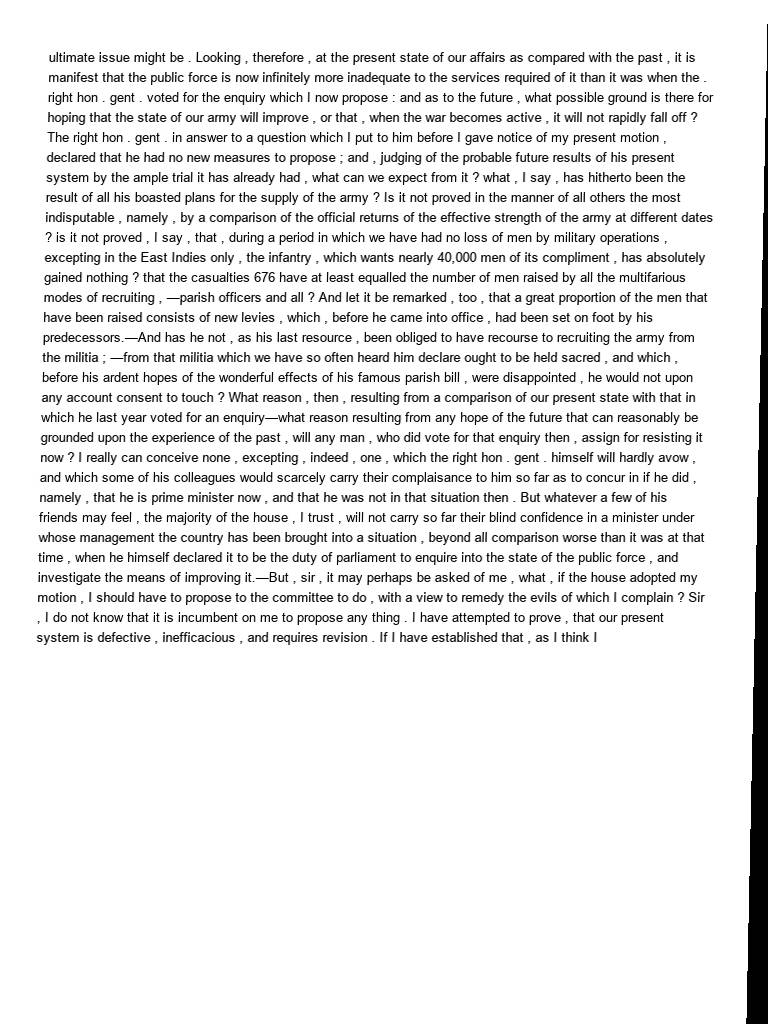 ultimate issue might be . Looking , therefore , at the present state of our affairs as compared with the past , it is
manifest that the public force is now infinitely more inadequate to the services required of it than it was when the .
right hon . gent . voted for the enquiry which I now propose : and as to the future , what possible ground is there for
hoping that the state of our army will improve , or that , when the war becomes active , it will not rapidly fall off ?
The right hon . gent . in answer to a question which I put to him before I gave notice of my present motion ,
declared that he had no new measures to propose ; and , judging of the probable future results of his present
system by the ample trial it has already had , what can we expect from it ? what , I say , has hitherto been the
result of all his boasted plans for the supply of the army ? Is it not proved in the manner of all others the most
indisputable , namely , by a comparison of the official returns of the effective strength of the army at different dates
? is it not proved , I say , that , during a period in which we have had no loss of men by military operations ,
excepting in the East Indies only , the infantry , which wants nearly 40,000 men of its compliment , has absolutely
gained nothing ? that the casualties 676 have at least equalled the number of men raised by all the multifarious
modes of recruiting , —parish officers and all ? And let it be remarked , too , that a great proportion of the men that
have been raised consists of new levies , which , before he came into office , had been set on foot by his
predecessors.—And has he not , as his last resource , been obliged to have recourse to recruiting the army from
the militia ; —from that militia which we have so often heard him declare ought to be held sacred , and which ,
before his ardent hopes of the wonderful effects of his famous parish bill , were disappointed , he would not upon
any account consent to touch ? What reason , then , resulting from a comparison of our present state with that in
which he last year voted for an enquiry—what reason resulting from any hope of the future that can reasonably be
grounded upon the experience of the past , will any man , who did vote for that enquiry then , assign for resisting it
now ? I really can conceive none , excepting , indeed , one , which the right hon . gent . himself will hardly avow ,
and which some of his colleagues would scarcely carry their complaisance to him so far as to concur in if he did ,
namely , that he is prime minister now , and that he was not in that situation then . But whatever a few of his
friends may feel , the majority of the house , I trust , will not carry so far their blind confidence in a minister under
whose management the country has been brought into a situation , beyond all comparison worse than it was at that
time , when he himself declared it to be the duty of parliament to enquire into the state of the public force , and
investigate the means of improving it.—But , sir , it may perhaps be asked of me , what , if the house adopted my
motion , I should have to propose to the committee to do , with a view to remedy the evils of which I complain ? Sir
, I do not know that it is incumbent on me to propose any thing . I have attempted to prove , that our present
system is defective , inefficacious , and requires revision . If I have established that , as I think I